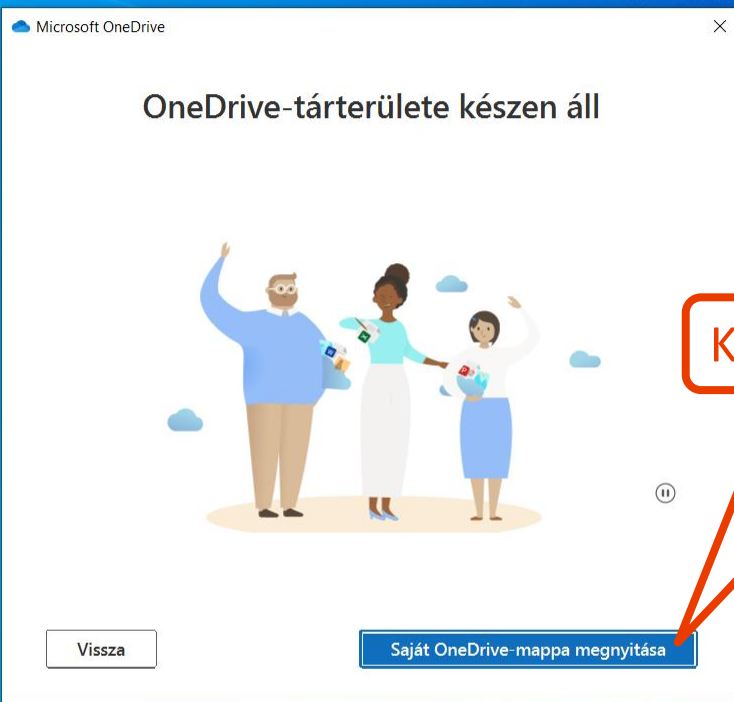 Microsoft OneDrive
OneDrive-tárterülete készen áll
K
Vissza
Saját OneDrive-mappa megnyitása